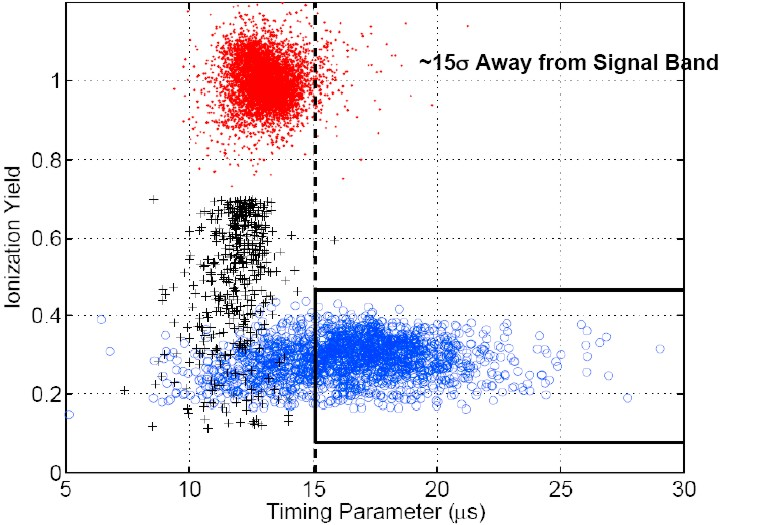 ~15σ Away from Signal Band
1
0.8
0.6
0.4
0.2
0
Ionization Yield
5 10 15 20 25 30
Timing Parameter (μs)